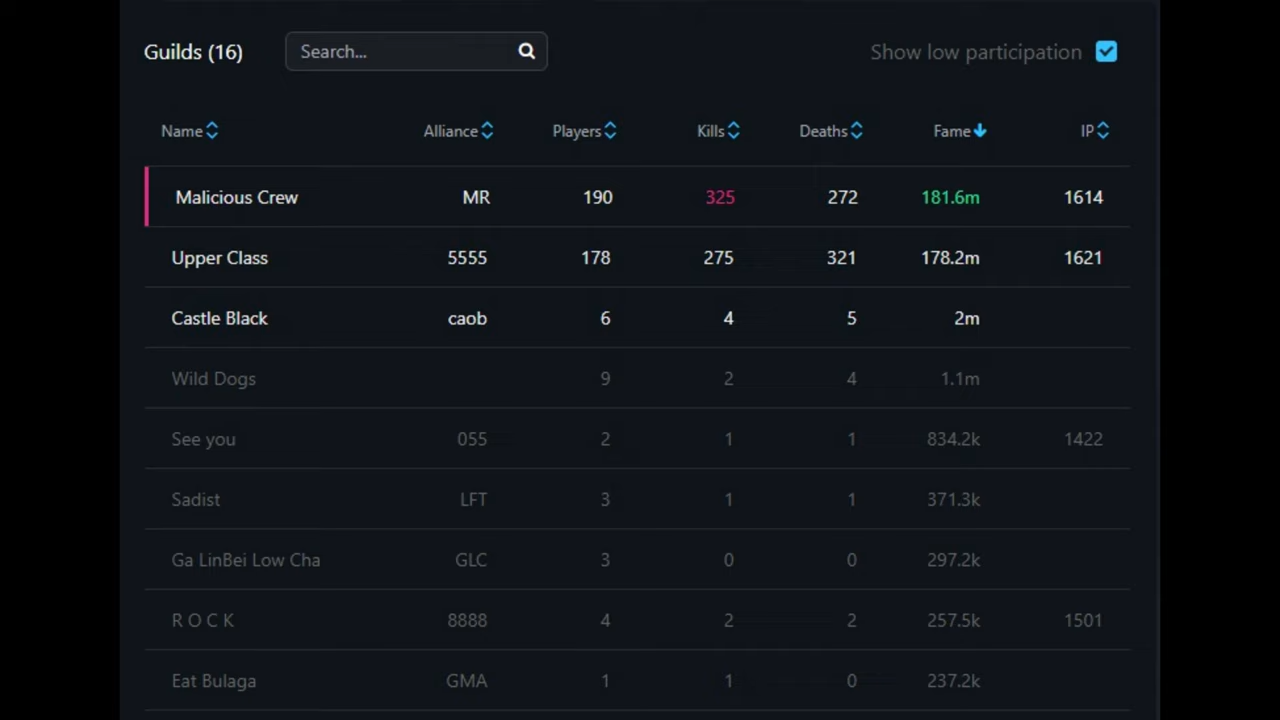 Guilds (16) Search... Show low participation
Name Alliance Players Kills Deaths Fame IP
Malicious Crew MR 190 325 272 181.6m 1614
Upper Class 5555 178 275 321 178.2m 1621
Castle Black caob 6 4 5 2m
Wild Dogs 9 2 4 1.1m
See you 055 2 1 1 834.2k 1422
Sadist LFT 3 1 1 371.3k
Ga LinBei Low Cha GLC 3 0 0 297.2k
R O C K 8888 4 2 2 257.5k 1501
Eat Bulaga GMA 1 1 0 237.2k